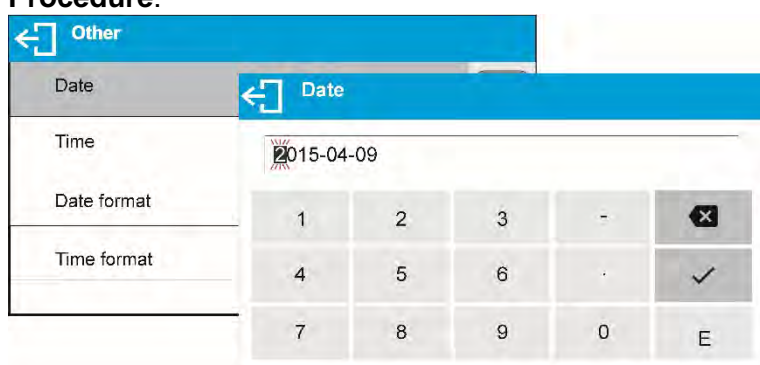 Procedure:
Other
Date
Time
Date format
Time format
Date
2015-04-09
1 2 3 -
4 5 6 .
7 8 9 0 E